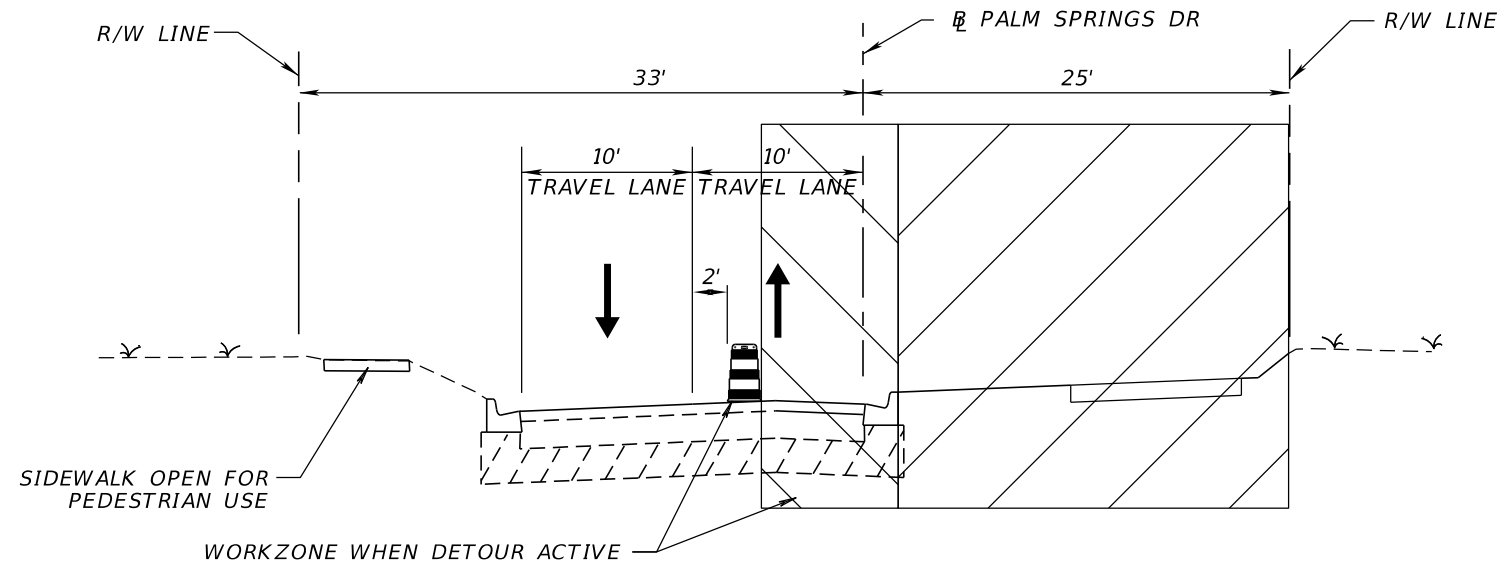 R/W LINE
BL PALM SPRINGS DR
R/W LINE
33'
25'
10'
10'
TRAVEL LANE
TRAVEL LANE
2'
SIDEWALK OPEN FOR
PEDESTRIAN USE
WORKZONE WHEN DETOUR ACTIVE